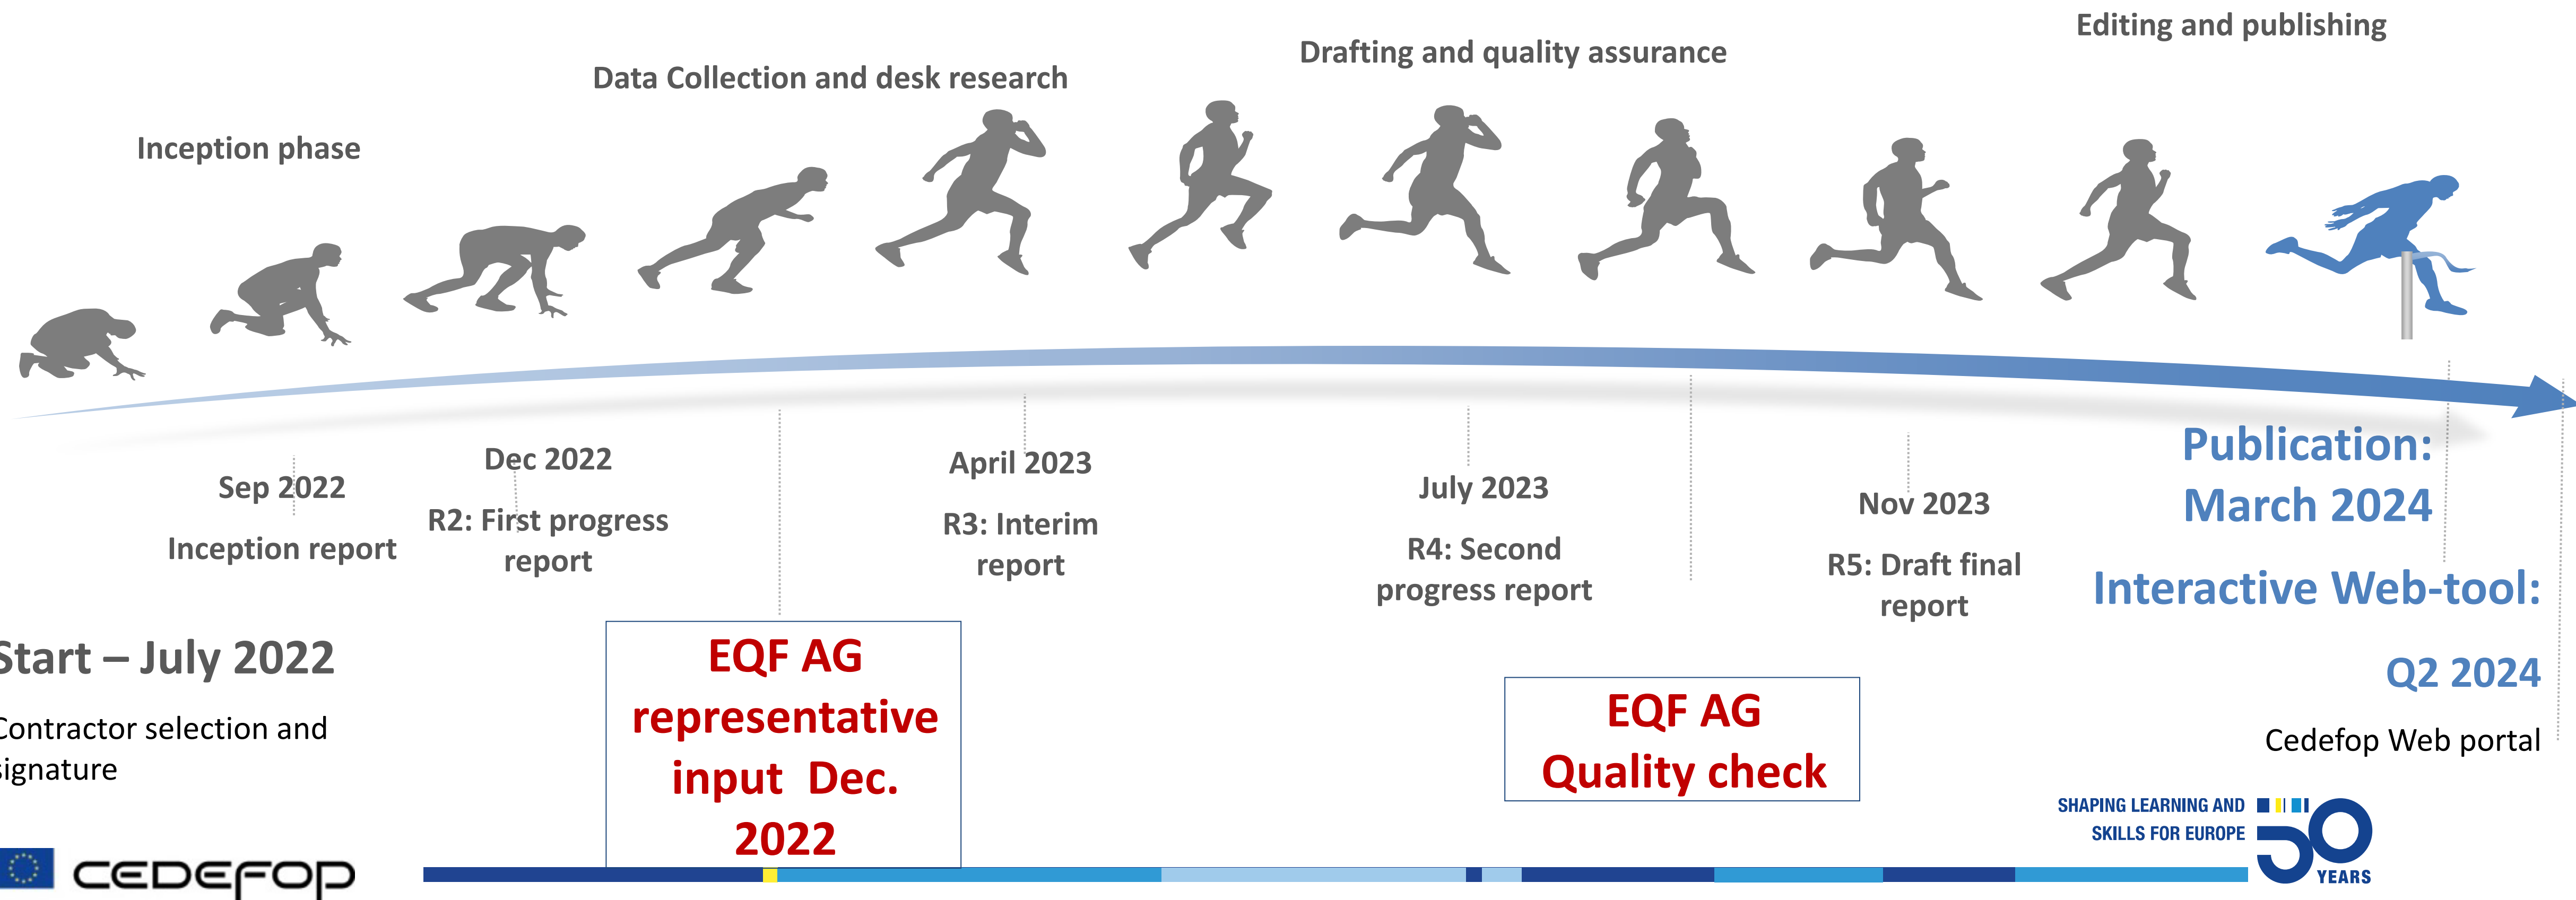 Editing and publishing
Drafting and quality assurance
Data Collection and desk research
Inception phase
Sep 2022
Inception report
Dec 2022
R2: First progress
report
April 2023
R3: Interim
report
July 2023
R4: Second
progress report
Nov 2023
R5: Draft final
report
Publication:
March 2024
Interactive Web-tool:
Q2 2024
Cedefop Web portal
Start – July 2022
Contractor selection and
signature
EQF AG
representative
input Dec.
2022
EQF AG
Quality check
CEDEFOP
SHAPING LEARNING AND
SKILLS FOR EUROPE
50
YEARS